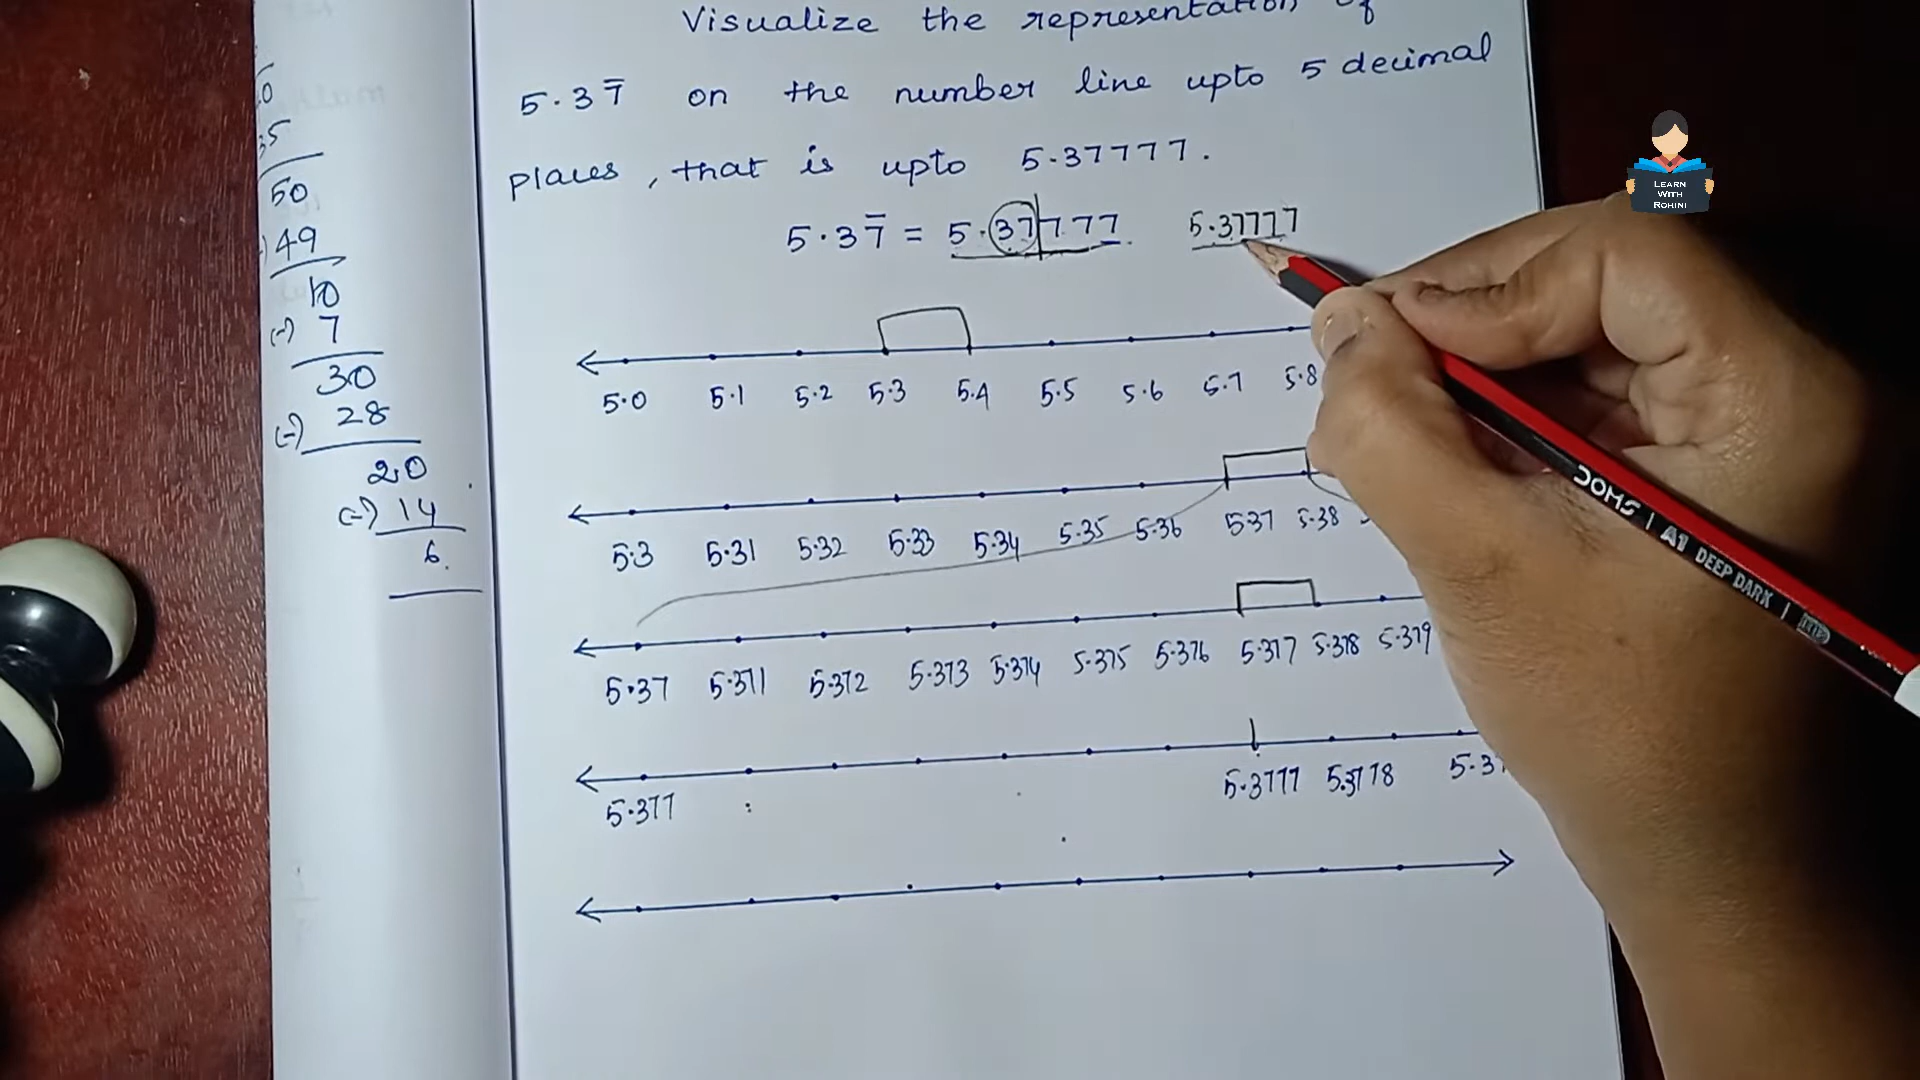 Visualize the representation of
5.37̅ on the number line upto 5 decimal
places, that is upto 5.37777.
5.37̅ = 5.37777. 5.37777
5.0 5.1 5.2 5.3 5.4 5.5 5.6 5.7 5.8
5.3 5.31 5.32 5.33 5.34 5.35 5.36 5.37 5.38
5.37 5.371 5.372 5.373 5.374 5.375 5.376 5.377 5.378 5.379
5.377 5.3777 5.3778
50
49
10
(-) 7
30
(-) 28
20
(-) 14
6
LEARN
WITH
ROHINI
DOMS | A1 DEEP DARK